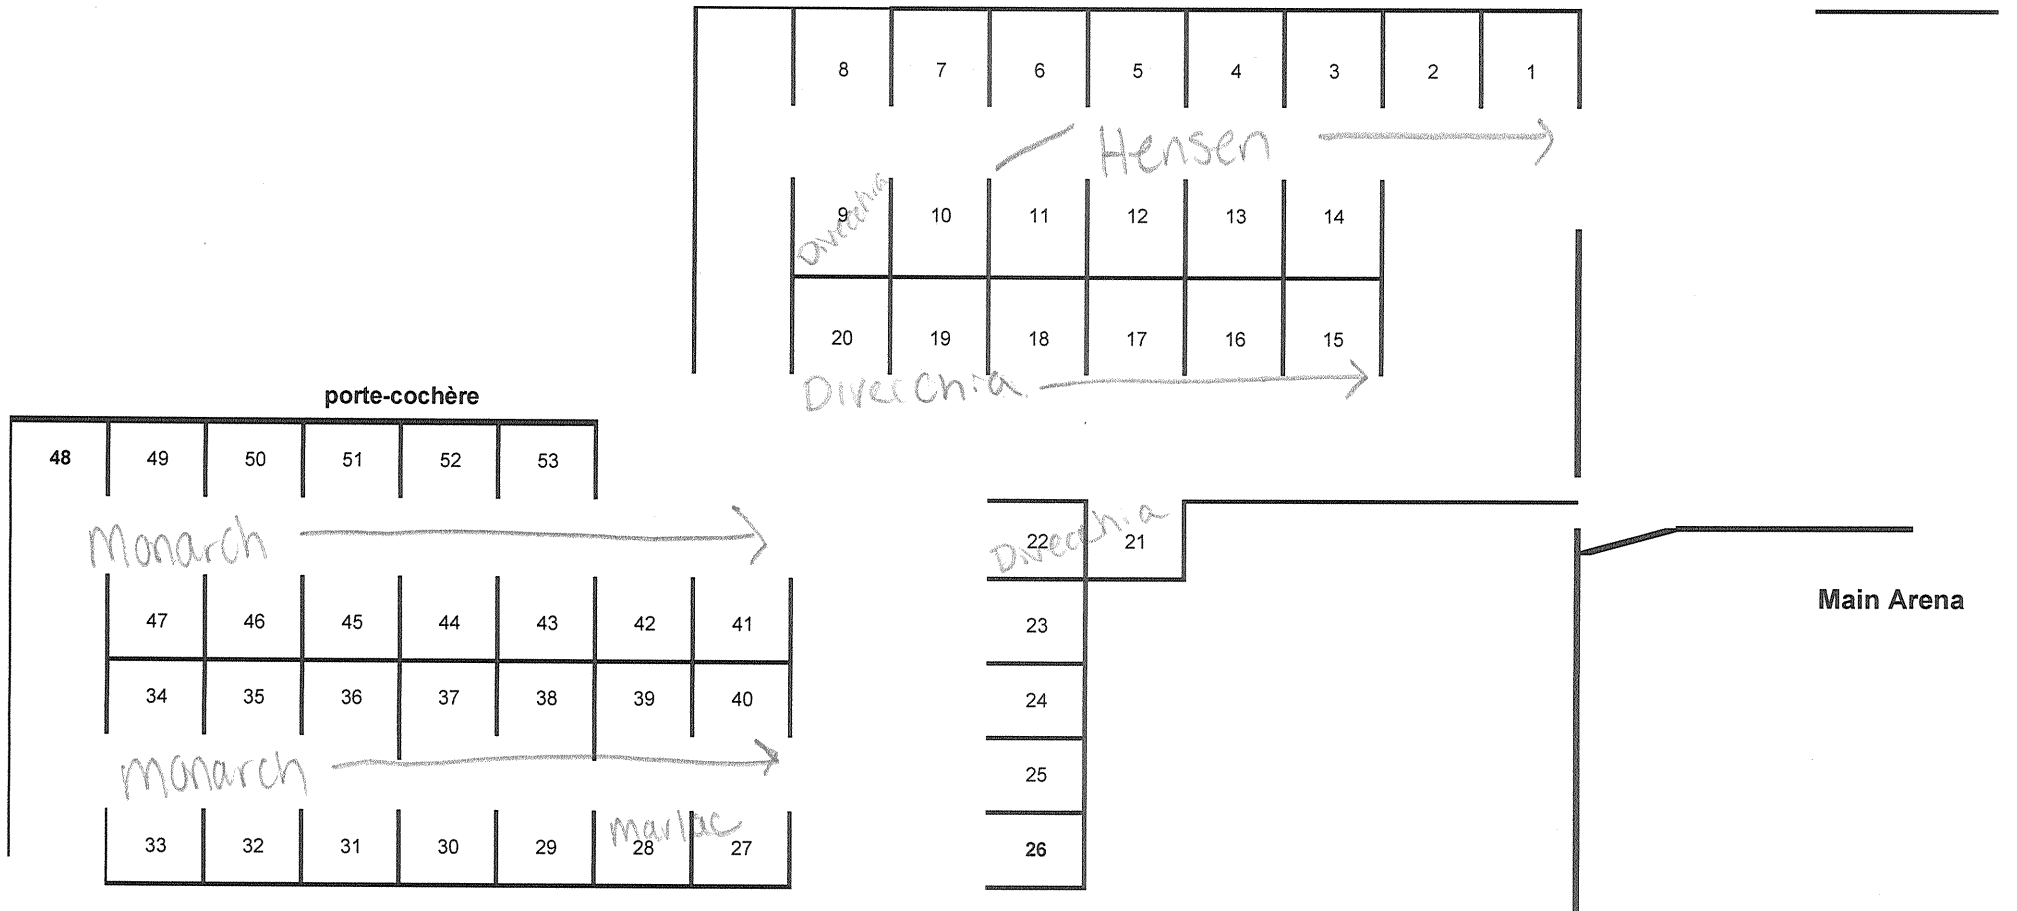 8 7 6 5 4 3 2 1
Hensen
Divecchia
9 10 11 12 13 14
20 19 18 17 16 15
Divecchia
porte-cochère
48 49 50 51 52 53
Monarch
Divecchia
22 21
47 46 45 44 43 42 41
23
Main Arena
34 35 36 37 38 39 40
24
Monarch
25
Marlac
33 32 31 30 29 28 27
26